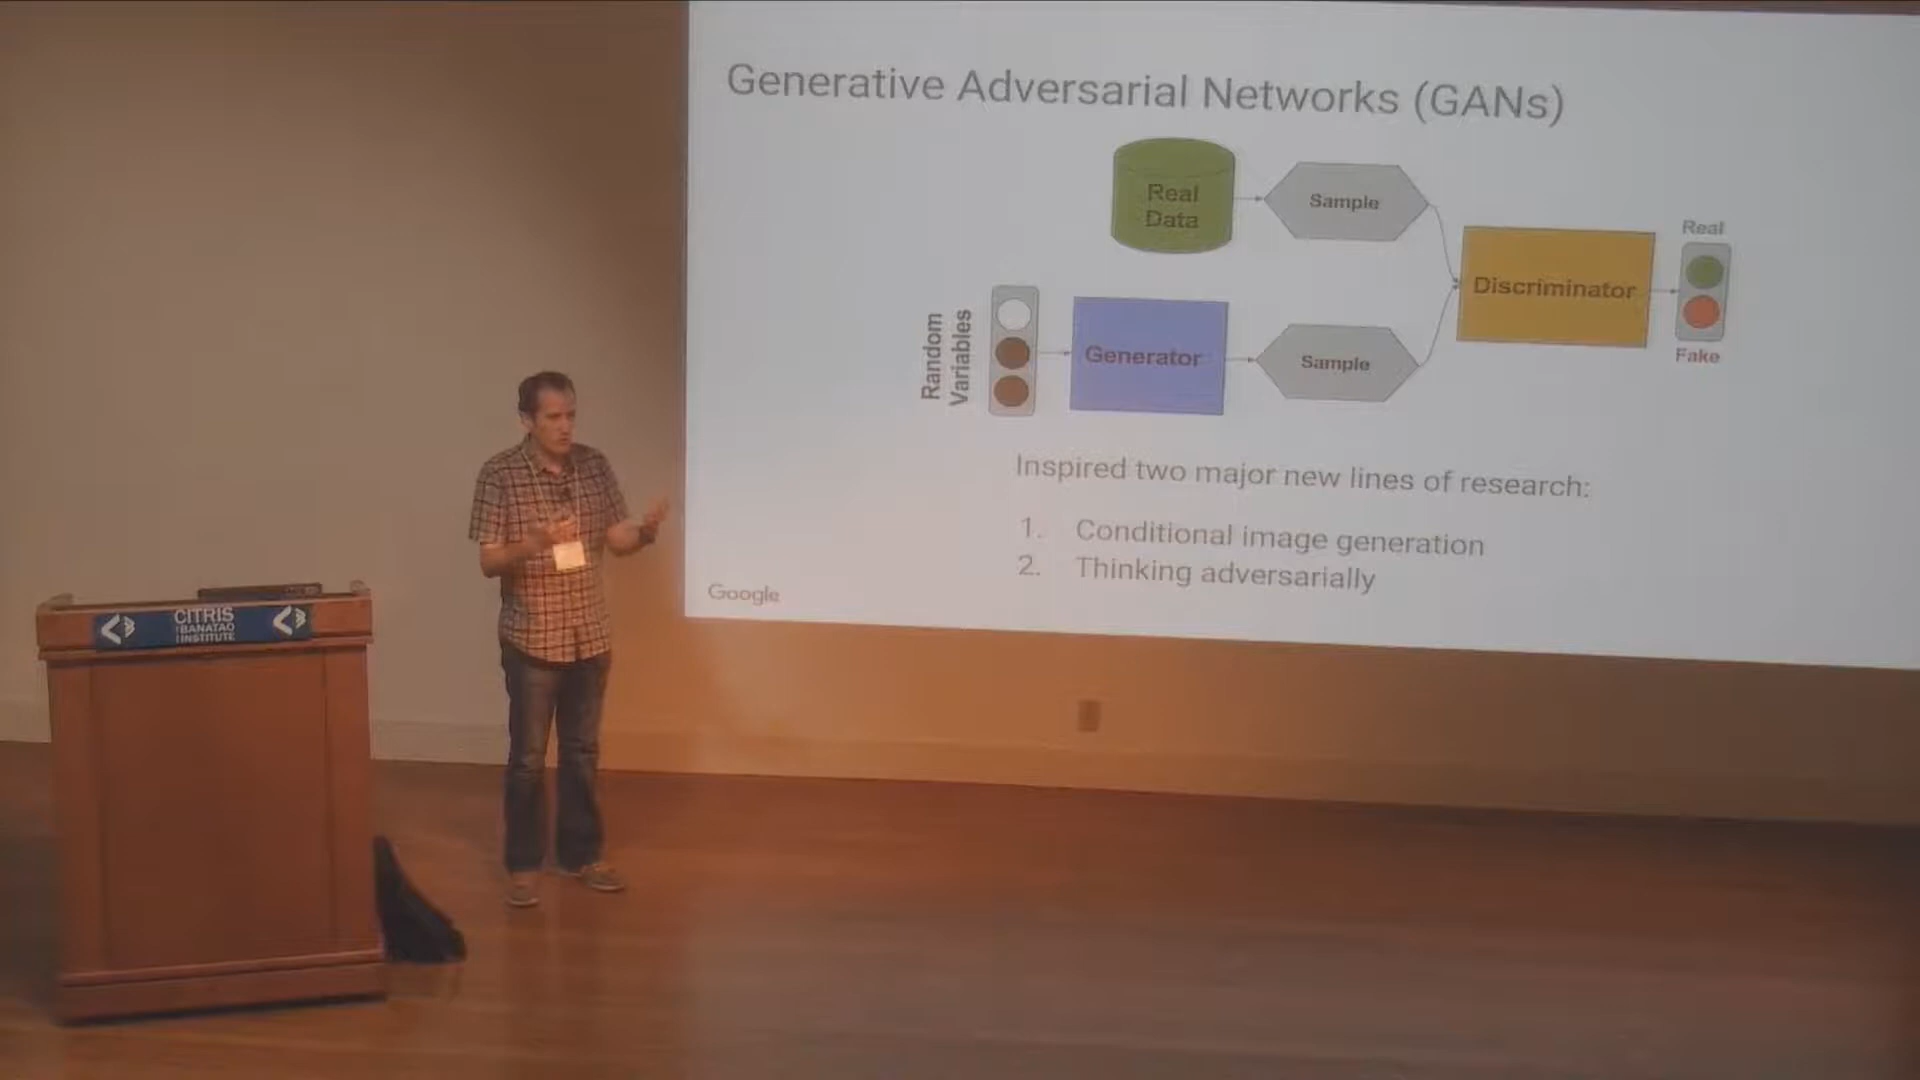 Generative Adversarial Networks (GANs)
Real
Data
Sample
Discriminator
Real
Fake
Random
Variables
Generator
Sample
Inspired two major new lines of research:
1. Conditional image generation
2. Thinking adversarially
Google
CITRIS
BANATAO
INSTITUTE